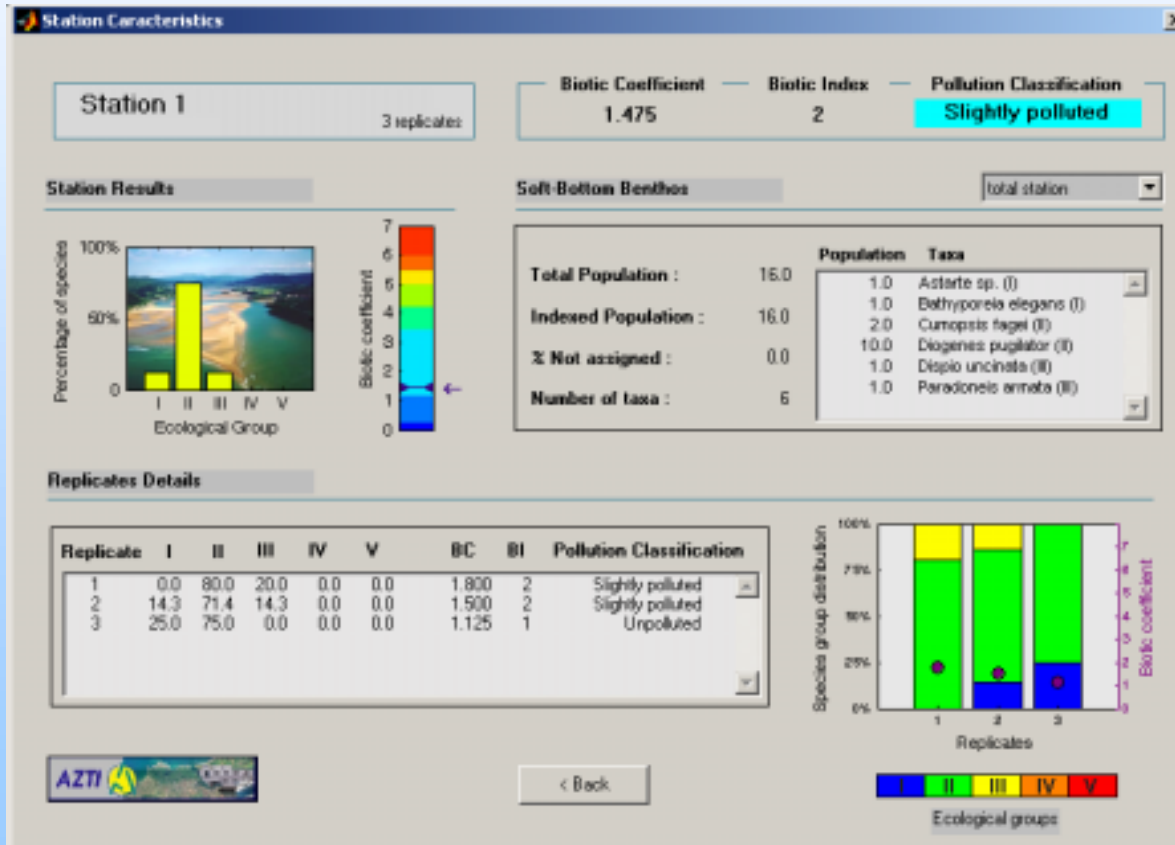 Station Caracteristics
Station 1
3 replicates
Biotic Coefficient Biotic Index Pollution Classification
1.475 2 Slightly polluted
Station Results
Soft-Bottom Benthos
total station
Percentage of species
100%
50%
0
I II III IV V
Ecological Group
Biotic coefficient
7
6
5
4
3
2
1
0
Total Population : 16.0
Indexed Population : 16.0
% Not assigned : 0.0
Number of taxa : 6
Population Taxa
1.0 Astarte sp. (I)
1.0 Bathyporeia elegans (I)
2.0 Cumopsis fagei (II)
10.0 Diogenes pugilator (II)
1.0 Dispio uncinata (III)
1.0 Paradoneis armata (III)
Replicates Details
Replicate I II III IV V BC BI Pollution Classification
1 0.0 80.0 20.0 0.0 0.0 1.800 2 Slightly polluted
2 14.3 71.4 14.3 0.0 0.0 1.500 2 Slightly polluted
3 25.0 75.0 0.0 0.0 0.0 1.125 1 Unpolluted
Species group distribution
100%
75%
50%
25%
0%
1 2 3
Replicates
7
6
5
4
3
2
1
0
Biotic coefficient
AZTI
< Back
I II III IV V
Ecological groups